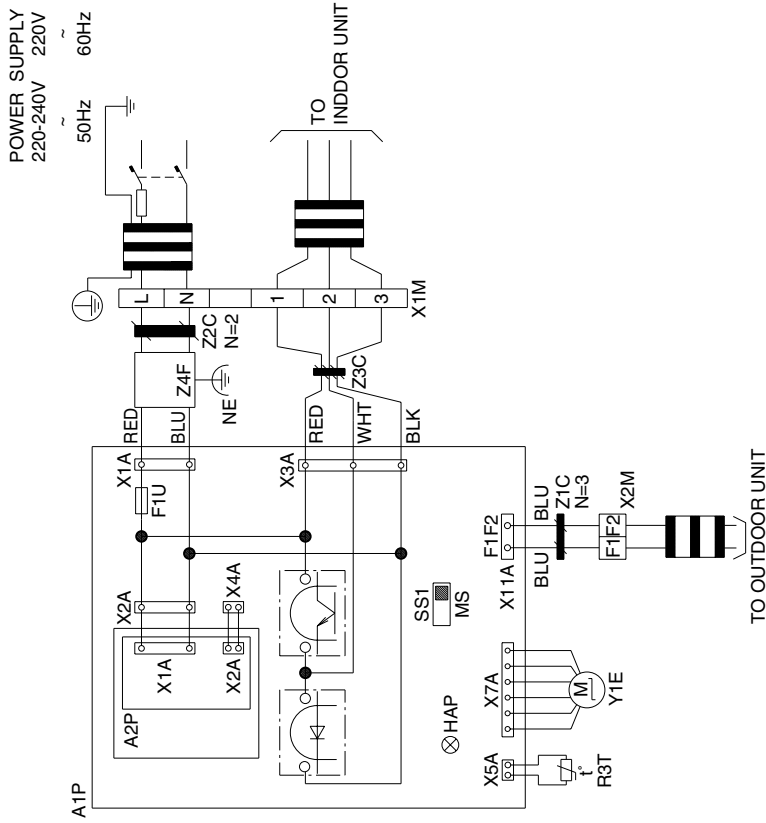 POWER SUPPLY
220-240V 220V
~ ~
50Hz 60Hz
TO
INDDOR UNIT
L
N
1
2
3
X1M
Z2C
N=2
Z4F
NE
Z3C
RED
BLU
RED
WHT
BLK
X1A
X3A
F1U
X2A
X4A
X1A
X2A
A2P
A1P
SS1
MS
HAP
X11A
F1F2
BLU
BLU
Z1C
N=3
F1F2
X2M
TO OUTDOOR UNIT
X7A
M
Y1E
X5A
t°
R3T